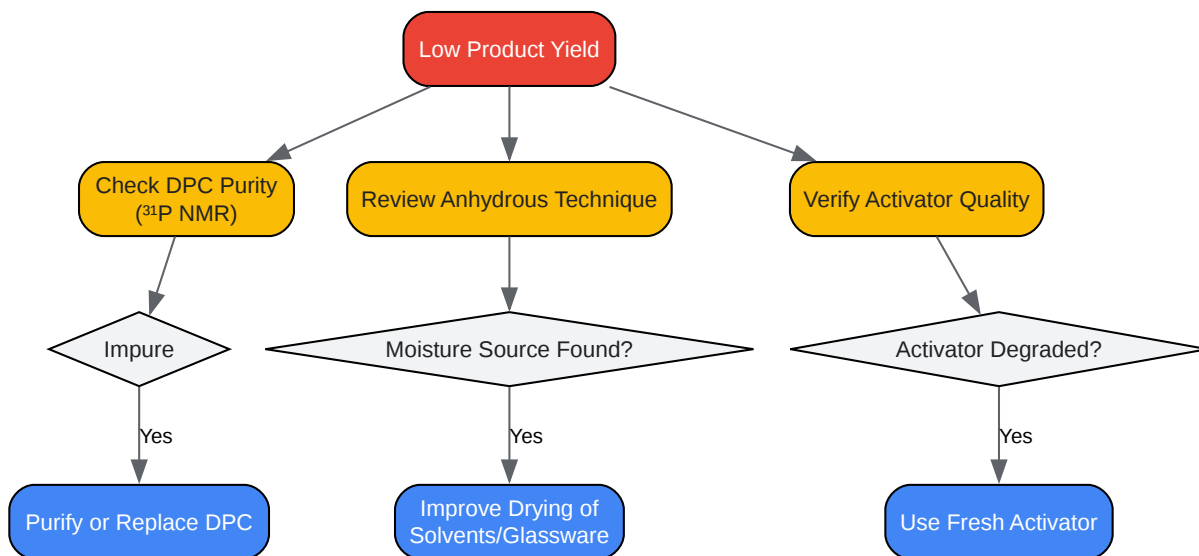 Low Product Yield
Check DPC Purity
(³¹P NMR)
Review Anhydrous Technique
Verify Activator Quality
Impure
Moisture Source Found?
Activator Degraded?
Yes
Yes
Yes
Purify or Replace DPC
Improve Drying of
Solvents/Glassware
Use Fresh Activator